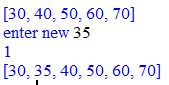 [30, 40, 50, 60, 70]
enter new 35
1
[30, 35, 40, 50, 60, 70]